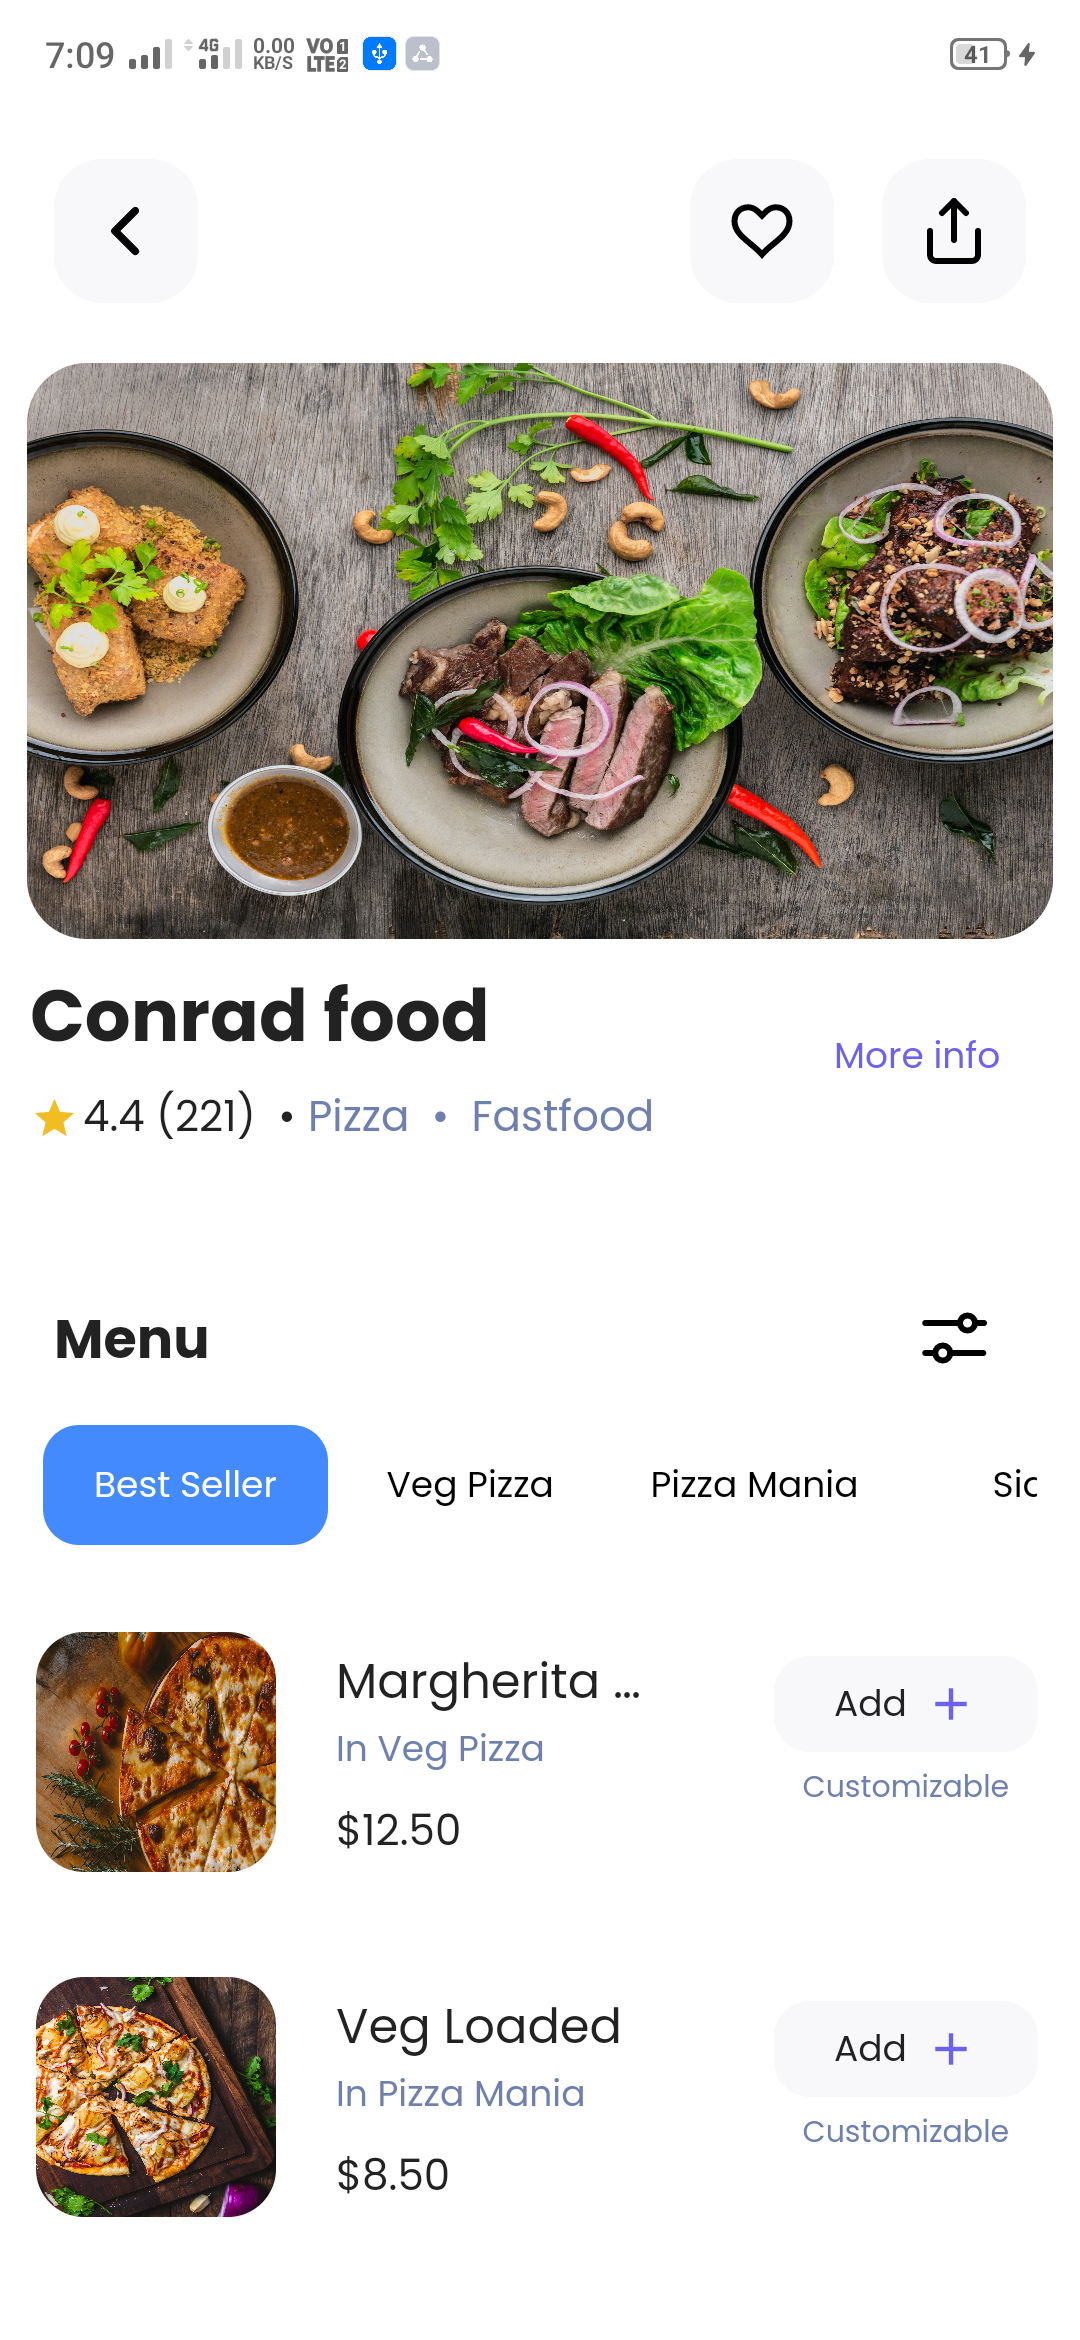 7:09 4G 0.00 KB/S VO 1 LTE 2 41
Conrad food
More info
4.4 (221) • Pizza • Fastfood
Menu
Best Seller Veg Pizza Pizza Mania
Margherita ...
Add +
In Veg Pizza
Customizable
$12.50
Veg Loaded
Add +
In Pizza Mania
Customizable
$8.50